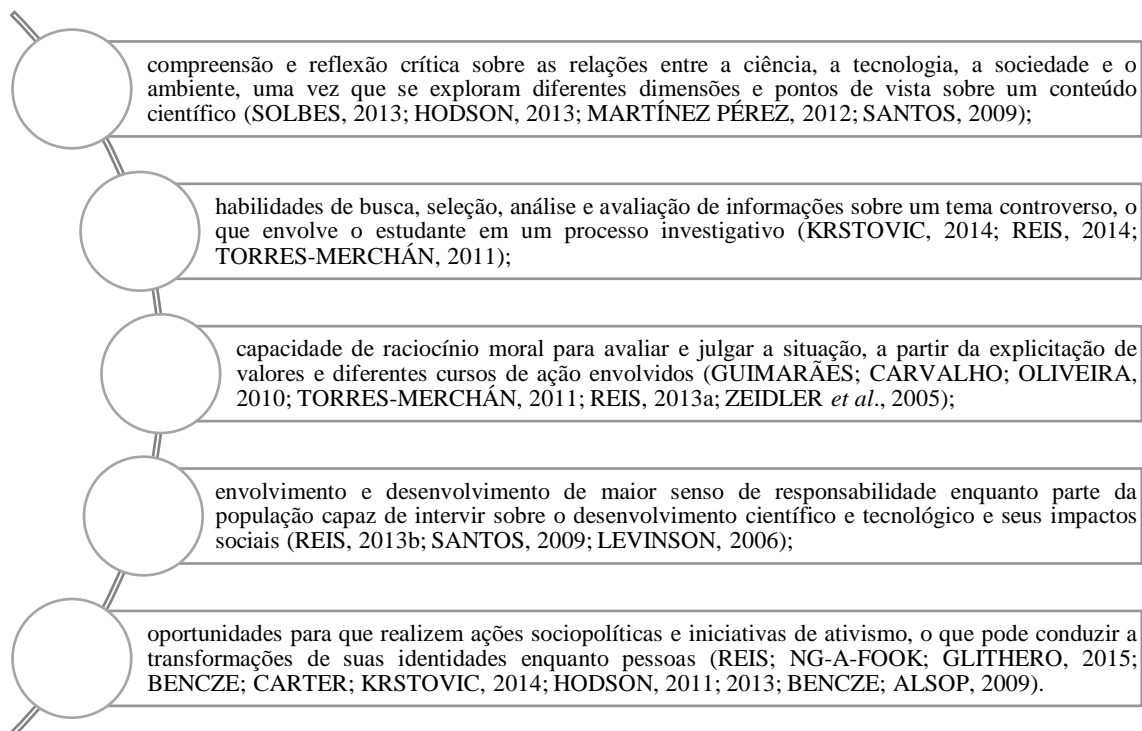 compreensão e reflexão crítica sobre as relações entre a ciência, a tecnologia, a sociedade e o
ambiente, uma vez que se exploram diferentes dimensões e pontos de vista sobre um conteúdo
científico (SOLBES, 2013; HODSON, 2013; MARTÍNEZ PÉREZ, 2012; SANTOS, 2009);
habilidades de busca, seleção, análise e avaliação de informações sobre um tema controverso, o
que envolve o estudante em um processo investigativo (KRSTOVIC, 2014; REIS, 2014;
TORRES-MERCHÁN, 2011);
capacidade de raciocínio moral para avaliar e julgar a situação, a partir da explicitação de
valores e diferentes cursos de ação envolvidos (GUIMARÃES; CARVALHO; OLIVEIRA,
2010; TORRES-MERCHÁN, 2011; REIS, 2013a; ZEIDLER et al., 2005);
envolvimento e desenvolvimento de maior senso de responsabilidade enquanto parte da
população capaz de intervir sobre o desenvolvimento científico e tecnológico e seus impactos
sociais (REIS, 2013b; SANTOS, 2009; LEVINSON, 2006);
oportunidades para que realizem ações sociopolíticas e iniciativas de ativismo, o que pode conduzir a
transformações de suas identidades enquanto pessoas (REIS; NG-A-FOOK; GLITHERO, 2015;
BENCZE; CARTER; KRSTOVIC, 2014; HODSON, 2011; 2013; BENCZE; ALSOP, 2009).